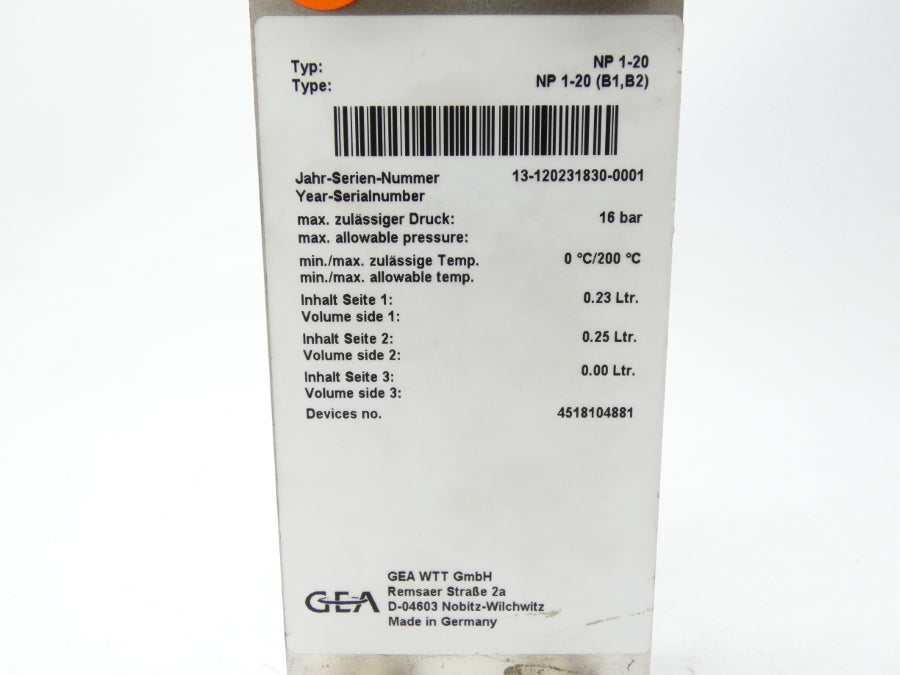 Typ: NP 1-20
Type: NP 1-20 (B1,B2)
Jahr-Serien-Nummer 13-120231830-0001
Year-Serialnumber
max. zulässiger Druck: 16 bar
max. allowable pressure:
min./max. zulässige Temp. 0 °C/200 °C
min./max. allowable temp.
Inhalt Seite 1: 0.23 Ltr.
Volume side 1:
Inhalt Seite 2: 0.25 Ltr.
Volume side 2:
Inhalt Seite 3: 0.00 Ltr.
Volume side 3:
Devices no. 4518104881
GEA
GEA WTT GmbH
Remsaer Straße 2a
D-04603 Nobitz-Wilchwitz
Made in Germany